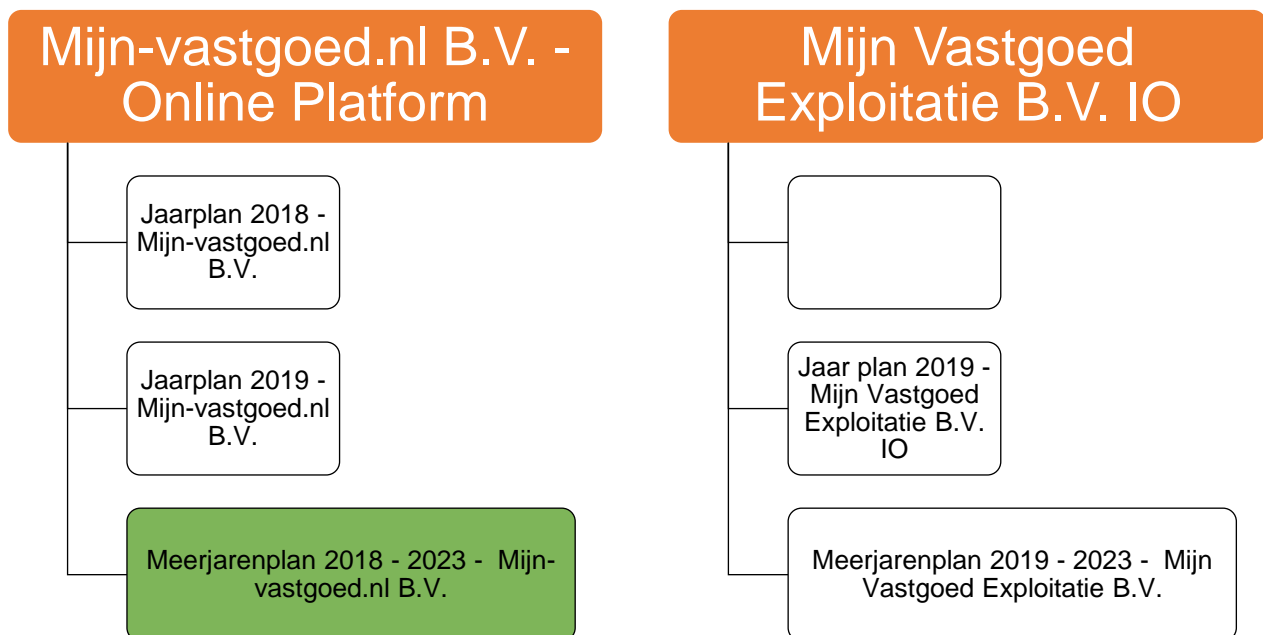 Mijn-vastgoed.nl B.V. -
Online Platform
Jaarplan 2018 -
Mijn-vastgoed.nl
B.V.
Jaarplan 2019 -
Mijn-vastgoed.nl
B.V.
Meerjarenplan 2018 - 2023 -  Mijn-
vastgoed.nl B.V.
Mijn Vastgoed
Exploitatie B.V. IO
Jaar plan 2019 -
Mijn Vastgoed
Exploitatie B.V.
IO
Meerjarenplan 2019 - 2023 -  Mijn
Vastgoed Exploitatie B.V.